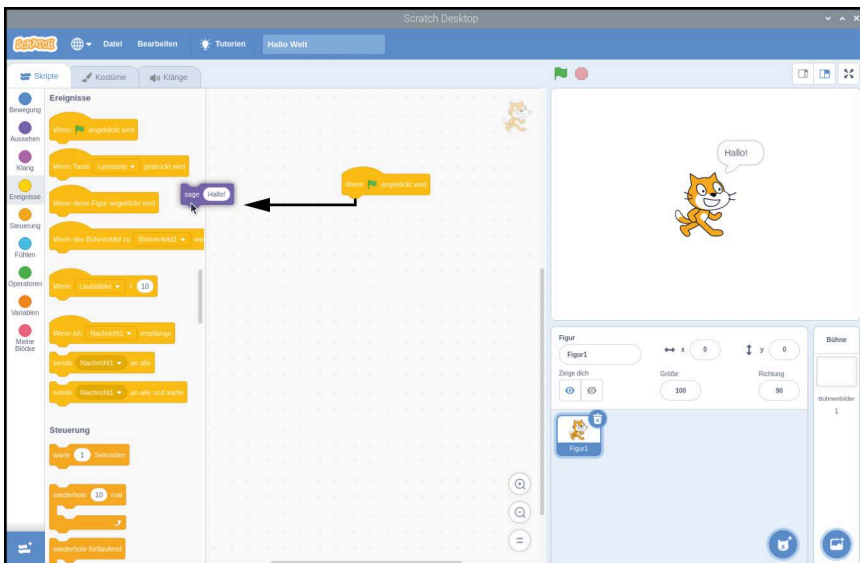 Scratch Desktop
SCRATCH
Datei Bearbeiten Tutorien Hallo Welt
Skripte Kostüme Klänge
Bewegung
Aussehen
Klang
Ereignisse
Steuerung
Fühlen
Operatoren
Variablen
Meine
Blöcke
Ereignisse
Wenn angeklickt wird
Wenn Taste Leertaste gedrückt wird
Wenn diese Figur angeklickt wird
Wenn das Bühnenbild zu Bühnenbild1 we
Wenn Lautstärke > 10
Wenn ich Nachricht1 empfange
sende Nachricht1 an alle
sende Nachricht1 an alle und warte
Steuerung
warte 1 Sekunden
wiederhole 10 mal
wiederhole fortlaufend
sage Hallo!
Wenn angeklickt wird
Hallo!
Figur
Figur1
x 0
y 0
Zeige dich
Größe
100
Richtung
90
Figur1
Bühne
Bühnenbilder
1